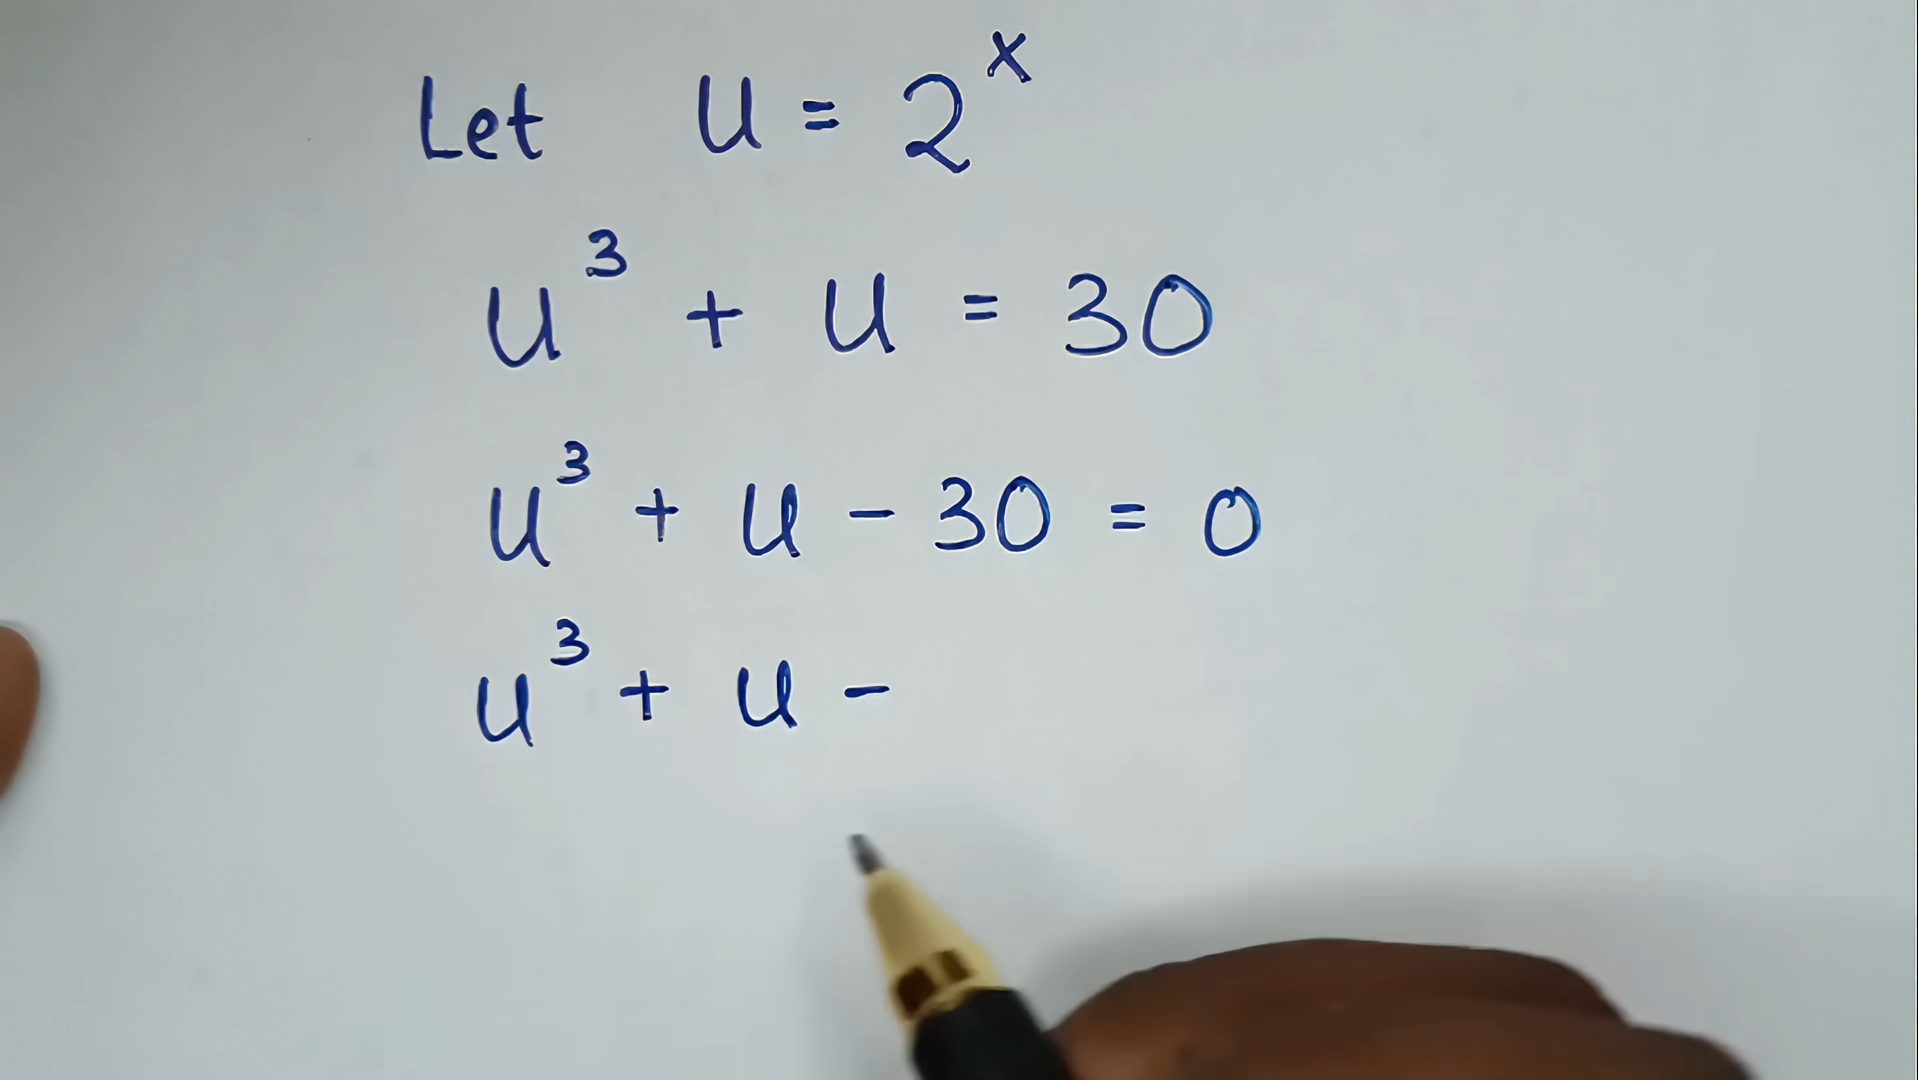 Let u = 2^x
u^3 + u = 30
u^3 + u - 30 = 0
u^3 + u -